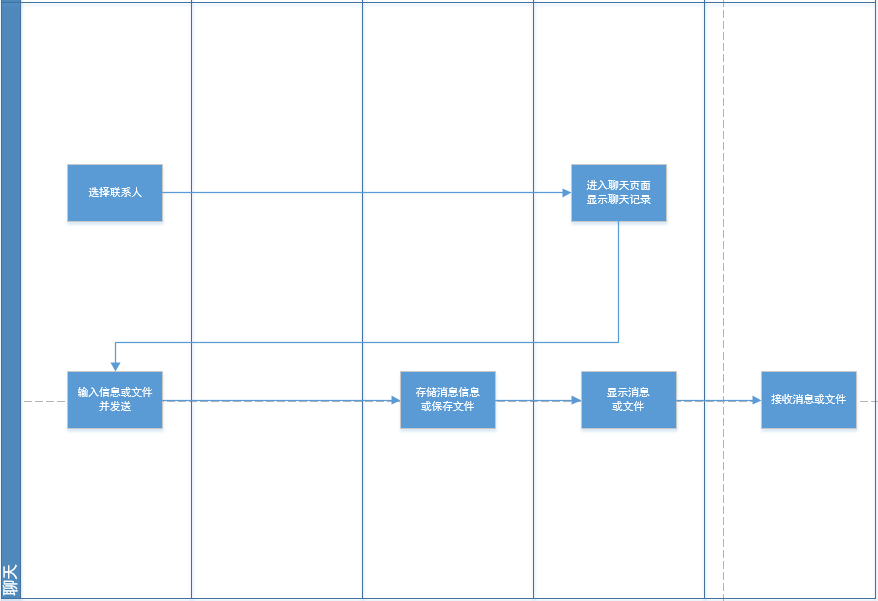 选择联系人
进入聊天页面
显示聊天记录
输入信息或文件
并发送
存储消息信息
或保存文件
显示消息
或文件
接收消息或文件
聊天